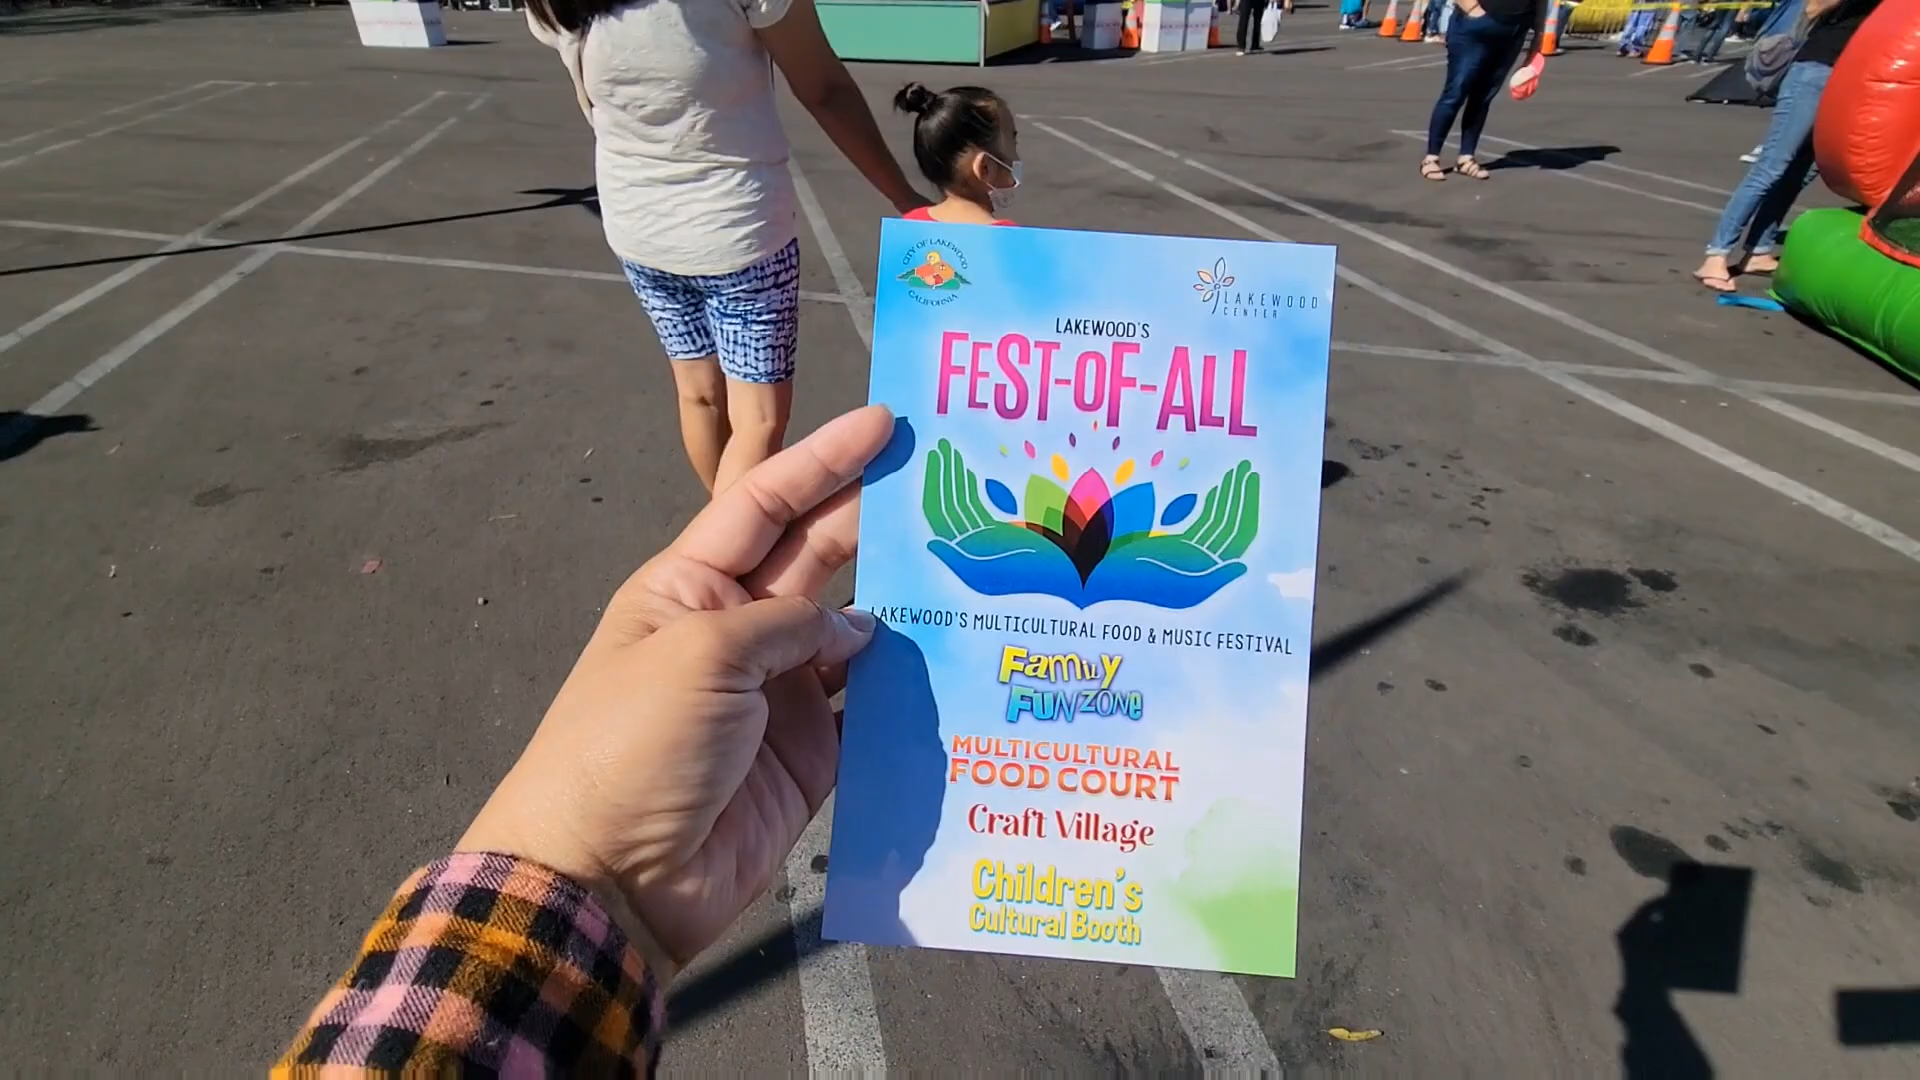 CITY OF LAKEWOOD
CALIFORNIA
LAKEWOOD
CENTER
LAKEWOOD'S
FEST-OF-ALL
LAKEWOOD'S MULTICULTURAL FOOD & MUSIC FESTIVAL
Family
FUNZONe
MULTICULTURAL
FOOD COURT
Craft Village
Children's
Cultural Booth